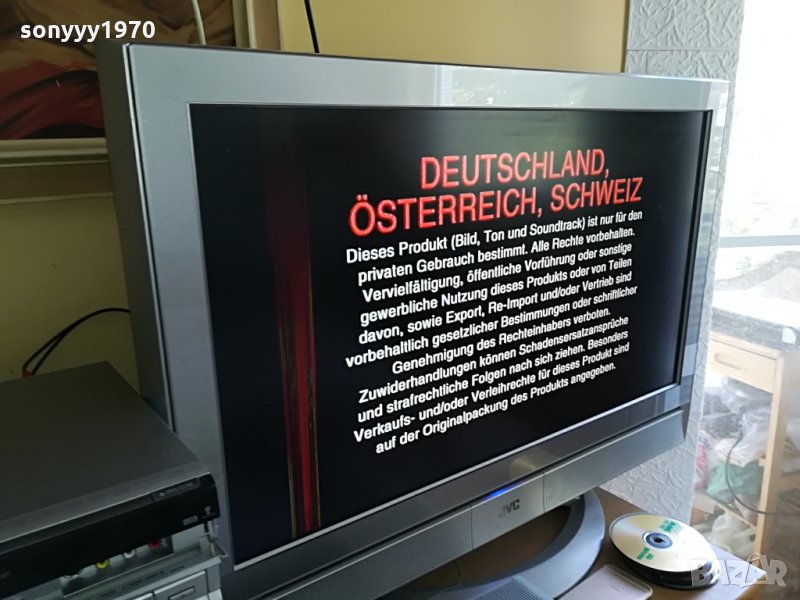 sonyyy1970
DEUTSCHLAND,
ÖSTERREICH, SCHWEIZ
Dieses Produkt (Bild, Ton und Soundtrack) ist nur für den
privaten Gebrauch bestimmt. Alle Rechte vorbehalten.
Vervielfältigung, öffentliche Vorführung oder sonstige
gewerbliche Nutzung dieses Produkts oder von Teilen
davon, sowie Export, Re-Import und/oder Vertrieb sind
vorbehaltlich gesetzlicher Bestimmungen oder schriftlicher
Genehmigung des Rechteinhabers verboten.
Zuwiderhandlungen können Schadensersatzansprüche
und strafrechtliche Folgen nach sich ziehen. Besonders
Verkaufs- und/oder Verleihrechte für dieses Produkt sind
auf der Originalpackung des Produkts angegeben.
JVC
BAZAR